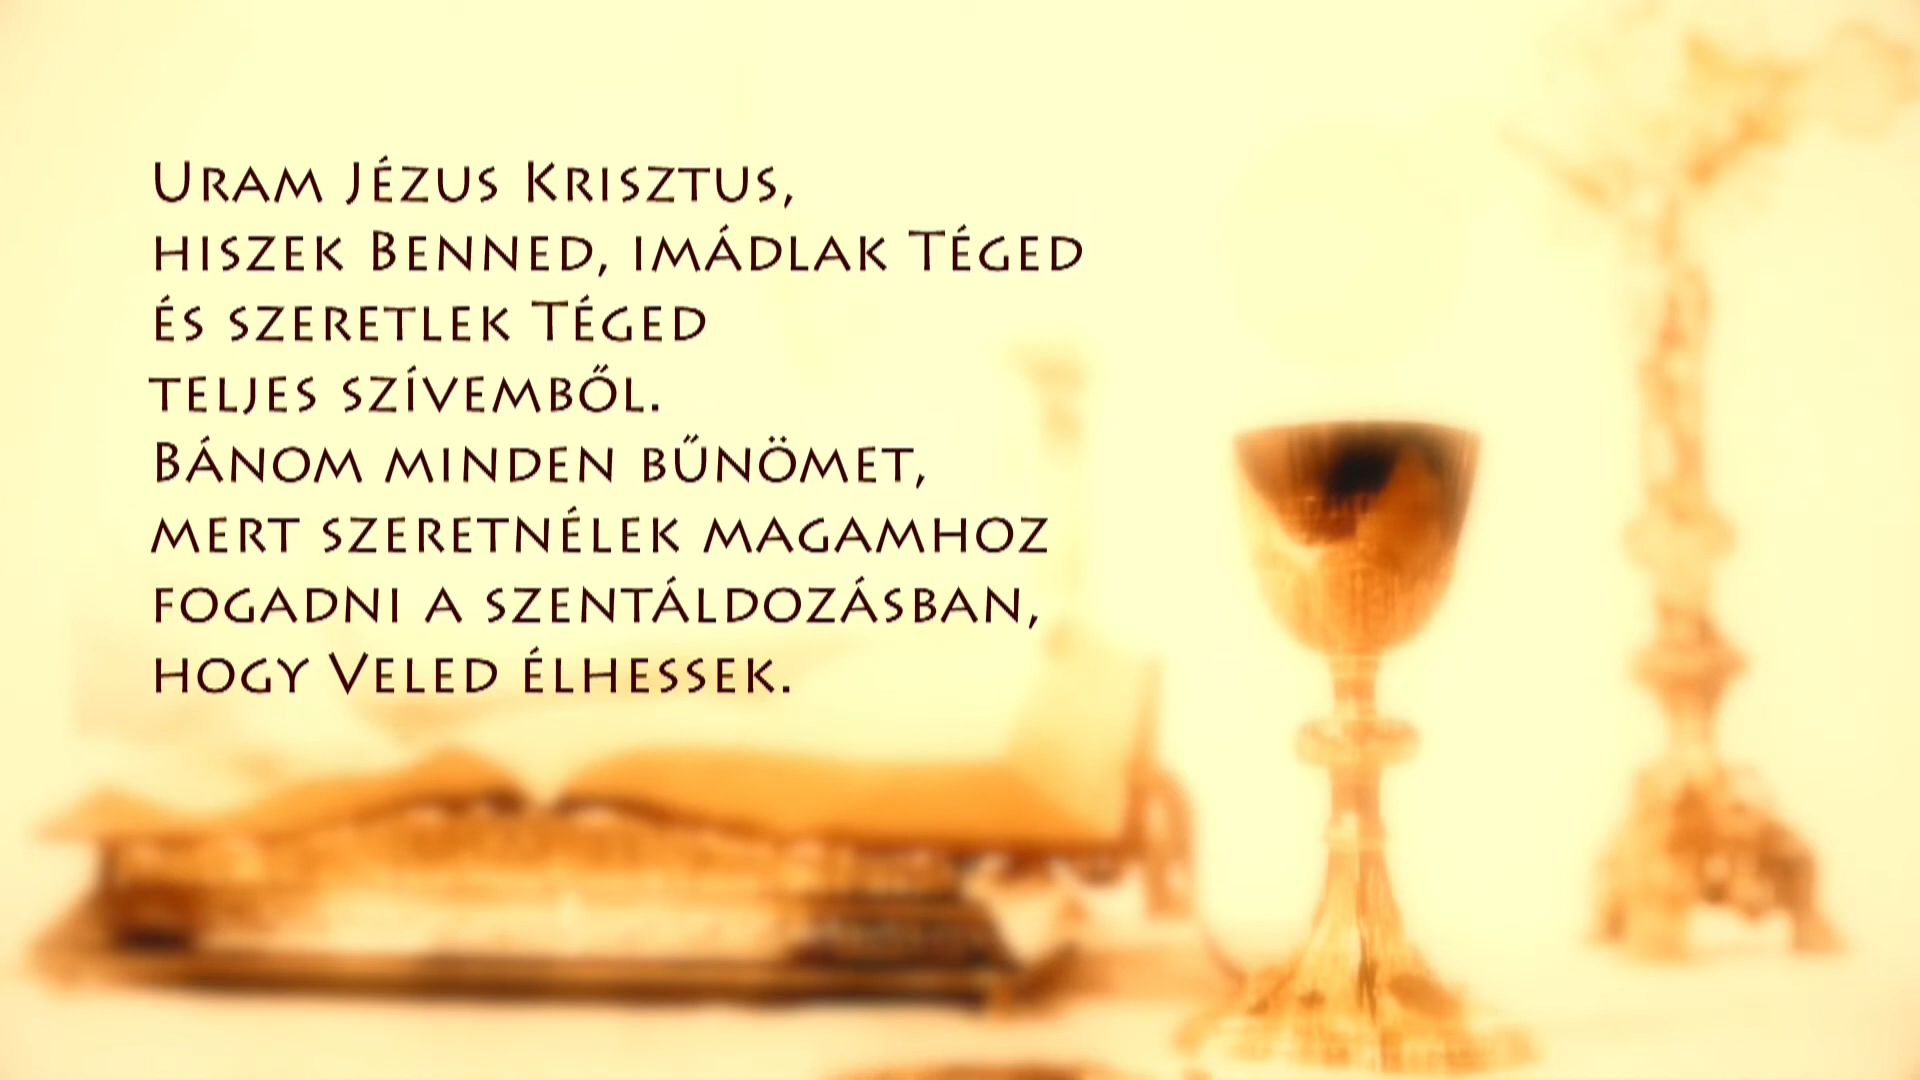 Uram Jézus Krisztus,
hiszek Benned, imádlak Téged
és szeretlek Téged
teljes szívemből.
Bánom minden bűnömet,
mert szeretnélek magamhoz
fogadni a szentáldozásban,
hogy Veled élhessek.